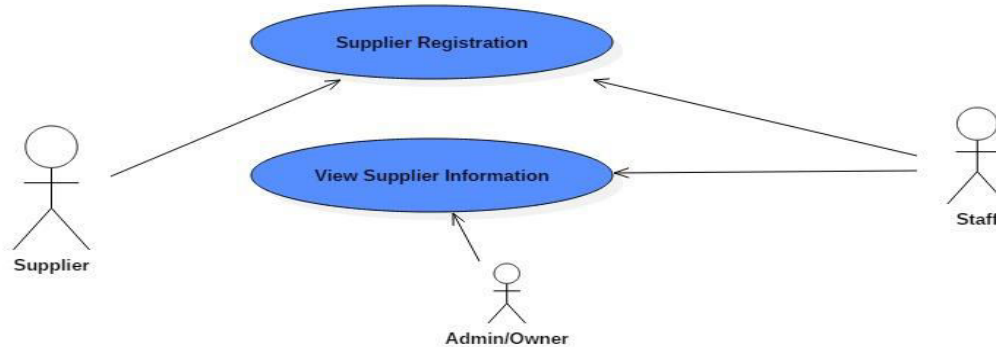 Supplier Registration
View Supplier Information
Staff
Supplier
Admin/Owner